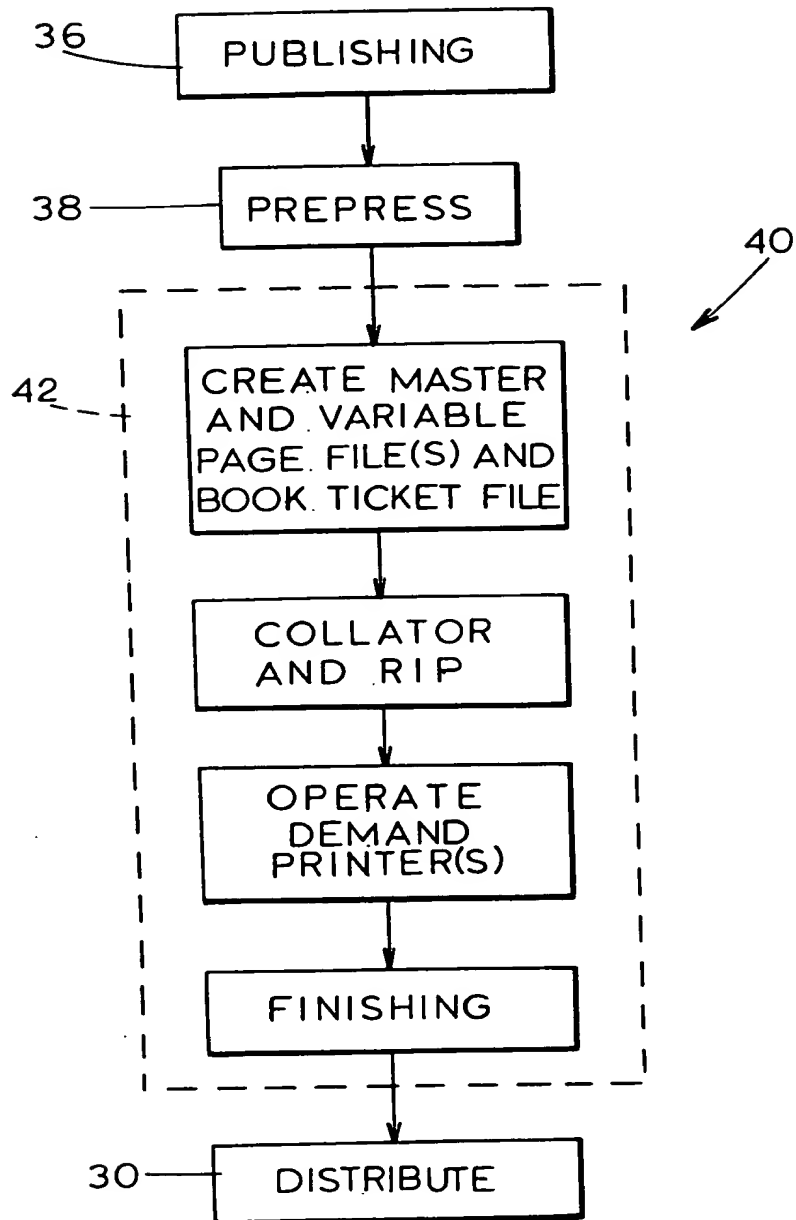 36
PUBLISHING
38
PREPRESS
40
42
CREATE MASTER
AND VARIABLE
PAGE FILE(S) AND
BOOK TICKET FILE
COLLATOR
AND RIP
OPERATE
DEMAND
PRINTER(S)
FINISHING
30
DISTRIBUTE